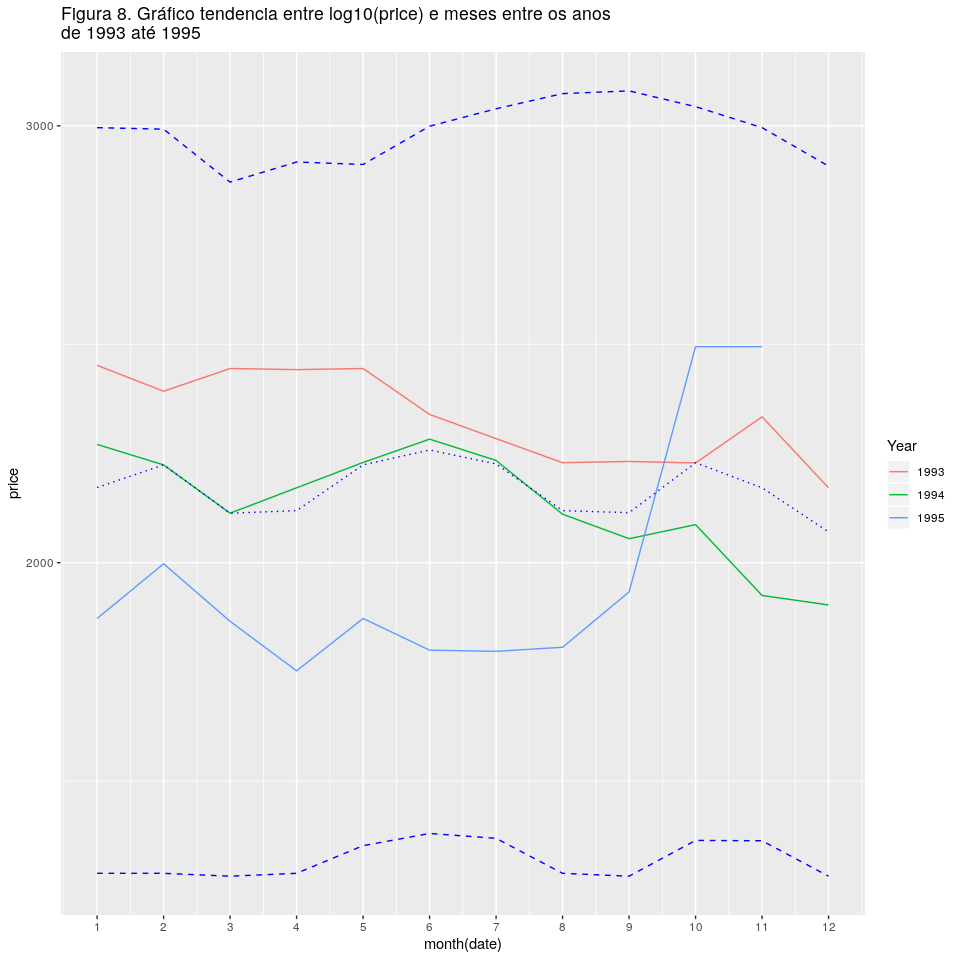 Figura 8. Gráfico tendencia entre log10(price) e meses entre os anos
de 1993 até 1995
3000
2000
price
1 2 3 4 5 6 7 8 9 10 11 12
month(date)
Year
1993
1994
1995